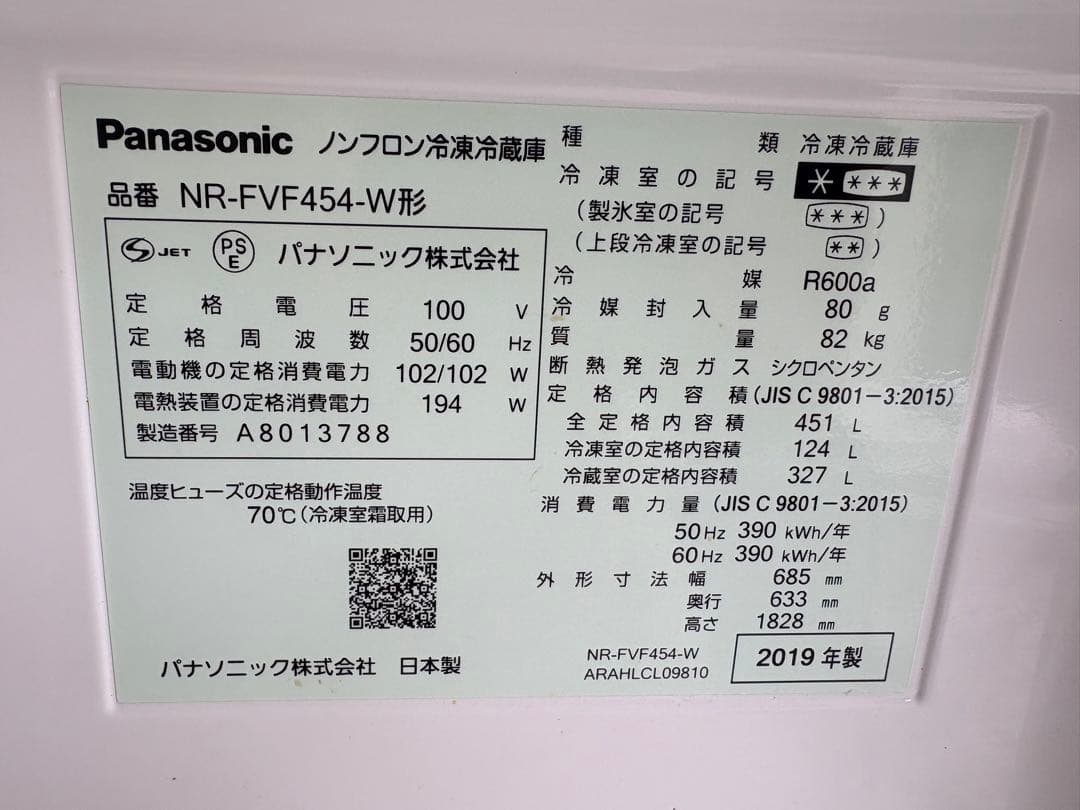 Panasonic ノンフロン冷凍冷蔵庫
品番 NR-FVF454-W形
S JET PSE パナソニック株式会社
定格電圧 100 V
定格周波数 50/60 Hz
電動機の定格消費電力 102/102 W
電熱装置の定格消費電力 194 W
製造番号 A8013788
温度ヒューズの定格動作温度
70℃(冷凍室霜取用)
パナソニック株式会社 日本製
種類 冷凍冷蔵庫
冷凍室の記号 * ***
(製氷室の記号 ***)
(上段冷凍室の記号 **)
冷媒 R600a
冷媒封入量 80 g
質量 82 kg
断熱発泡ガス シクロペンタン
定格内容積(JIS C 9801-3:2015)
全定格内容積 451 L
冷凍室の定格内容積 124 L
冷蔵室の定格内容積 327 L
消費電力量(JIS C 9801-3:2015)
50Hz 390 kWh/年
60Hz 390 kWh/年
外形寸法幅 685 mm
奥行 633 mm
高さ 1828 mm
NR-FVF454-W
ARAHLCL09810
2019年製